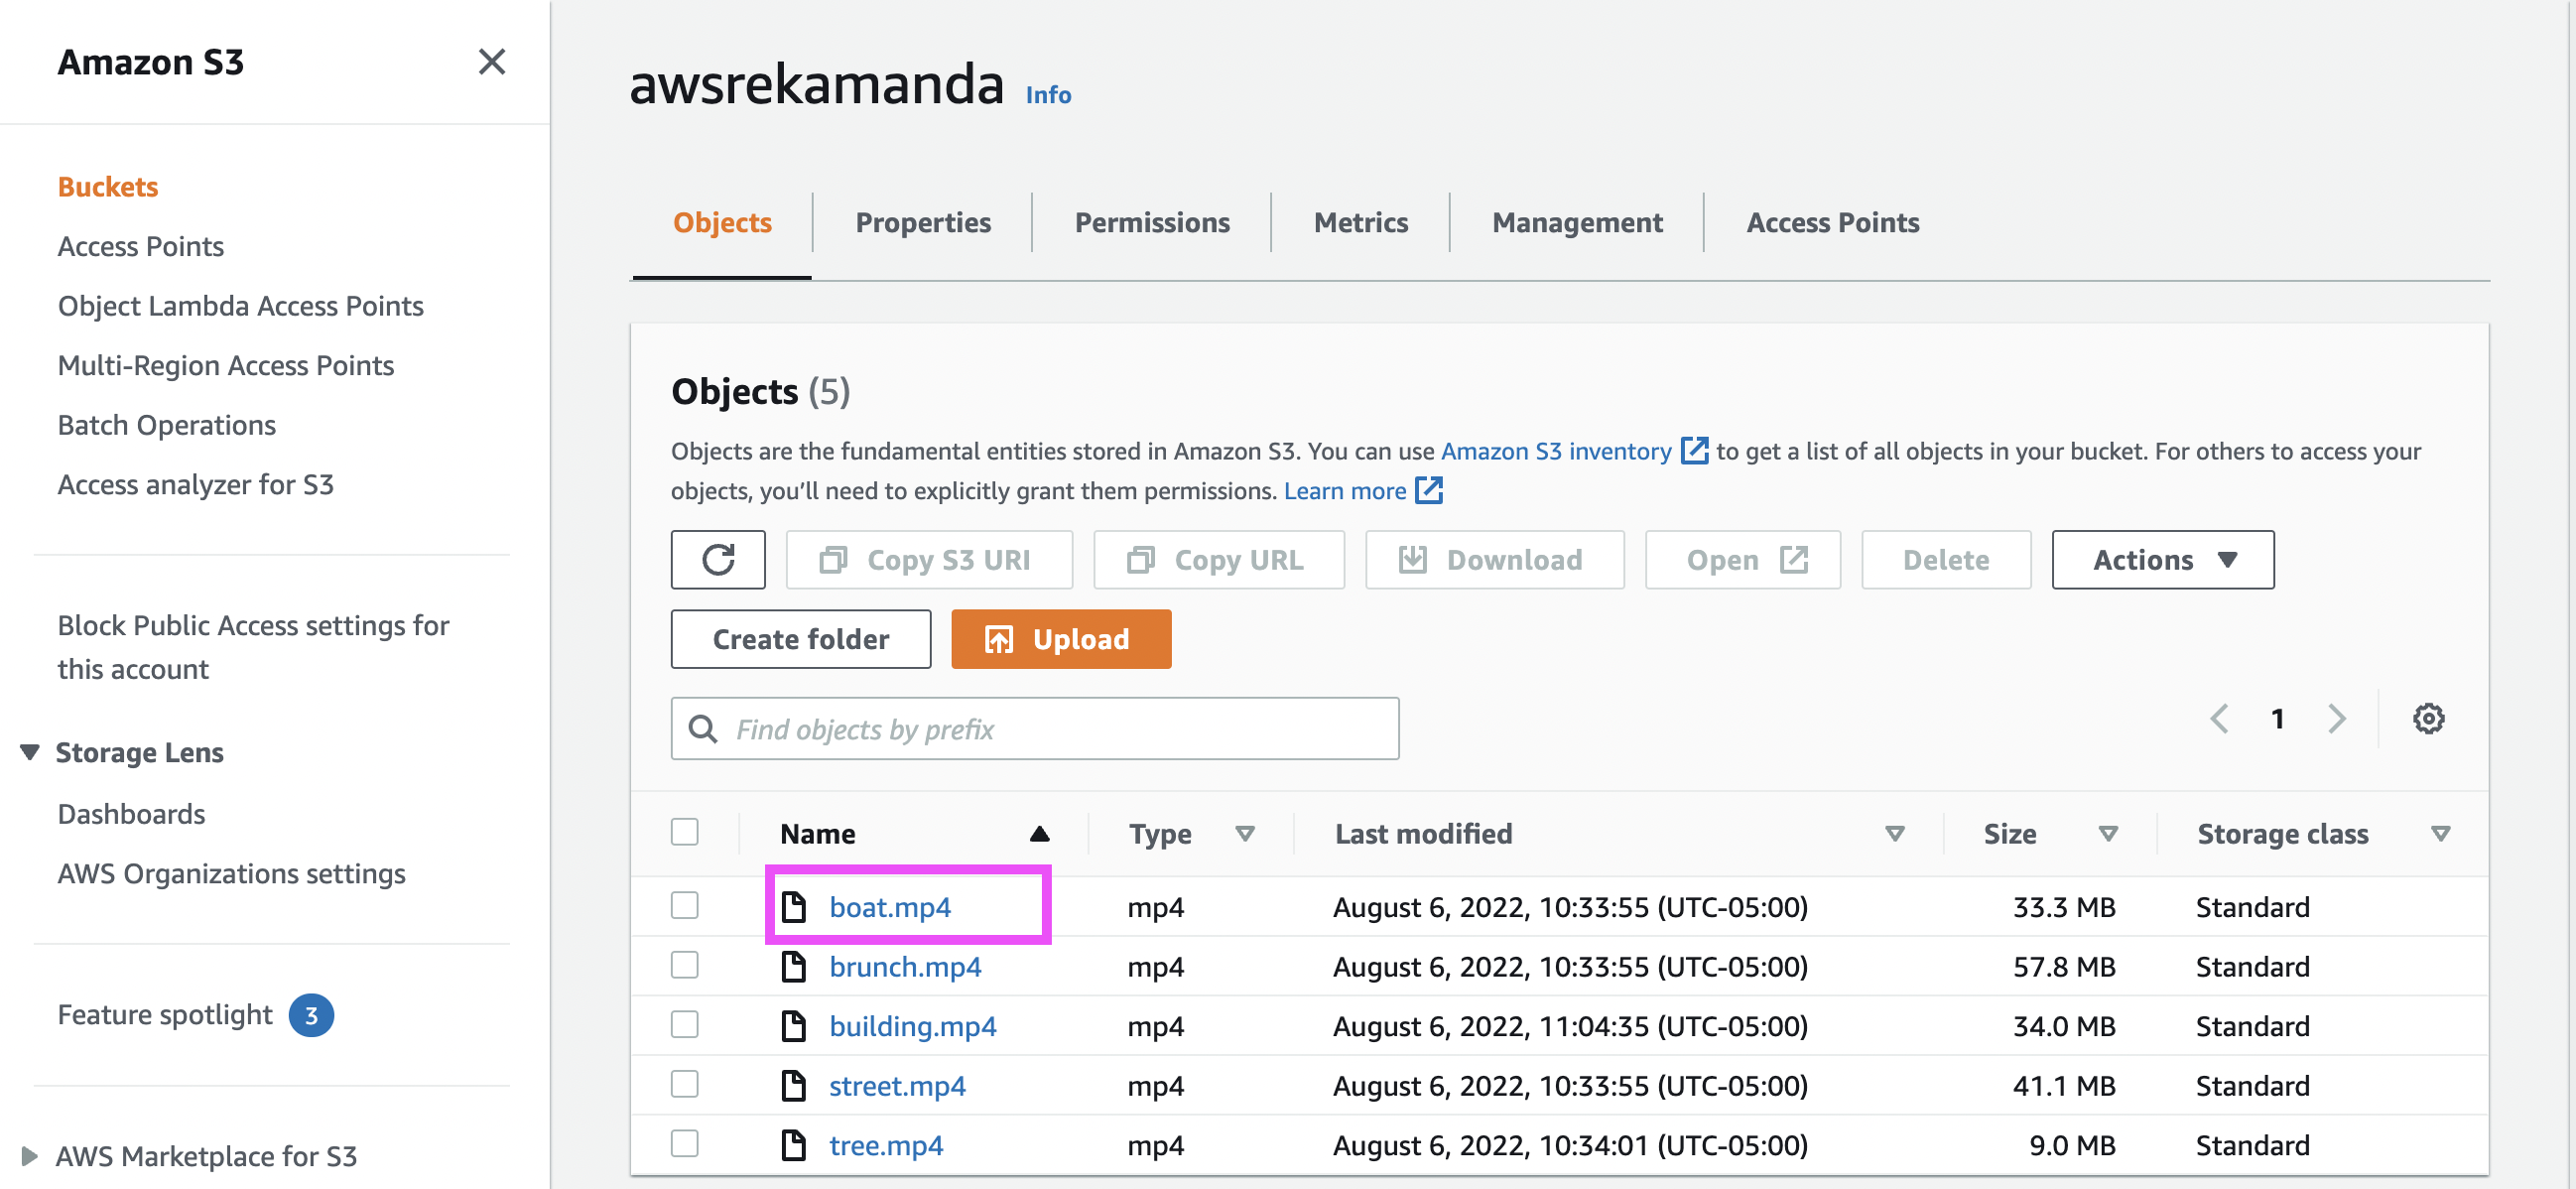 Amazon S3
Buckets
Access Points
Object Lambda Access Points
Multi-Region Access Points
Batch Operations
Access analyzer for S3
Block Public Access settings for
this account
Storage Lens
Dashboards
AWS Organizations settings
Feature spotlight 3
AWS Marketplace for S3
awsrekamanda Info
Objects Properties Permissions Metrics Management Access Points
Objects (5)
Objects are the fundamental entities stored in Amazon S3. You can use Amazon S3 inventory to get a list of all objects in your bucket. For others to access your
objects, you’ll need to explicitly grant them permissions. Learn more
Copy S3 URI Copy URL Download Open Delete Actions
Create folder Upload
Find objects by prefix 1
Name Type Last modified Size Storage class
boat.mp4 mp4 August 6, 2022, 10:33:55 (UTC-05:00) 33.3 MB Standard
brunch.mp4 mp4 August 6, 2022, 10:33:55 (UTC-05:00) 57.8 MB Standard
building.mp4 mp4 August 6, 2022, 11:04:35 (UTC-05:00) 34.0 MB Standard
street.mp4 mp4 August 6, 2022, 10:33:55 (UTC-05:00) 41.1 MB Standard
tree.mp4 mp4 August 6, 2022, 10:34:01 (UTC-05:00) 9.0 MB Standard